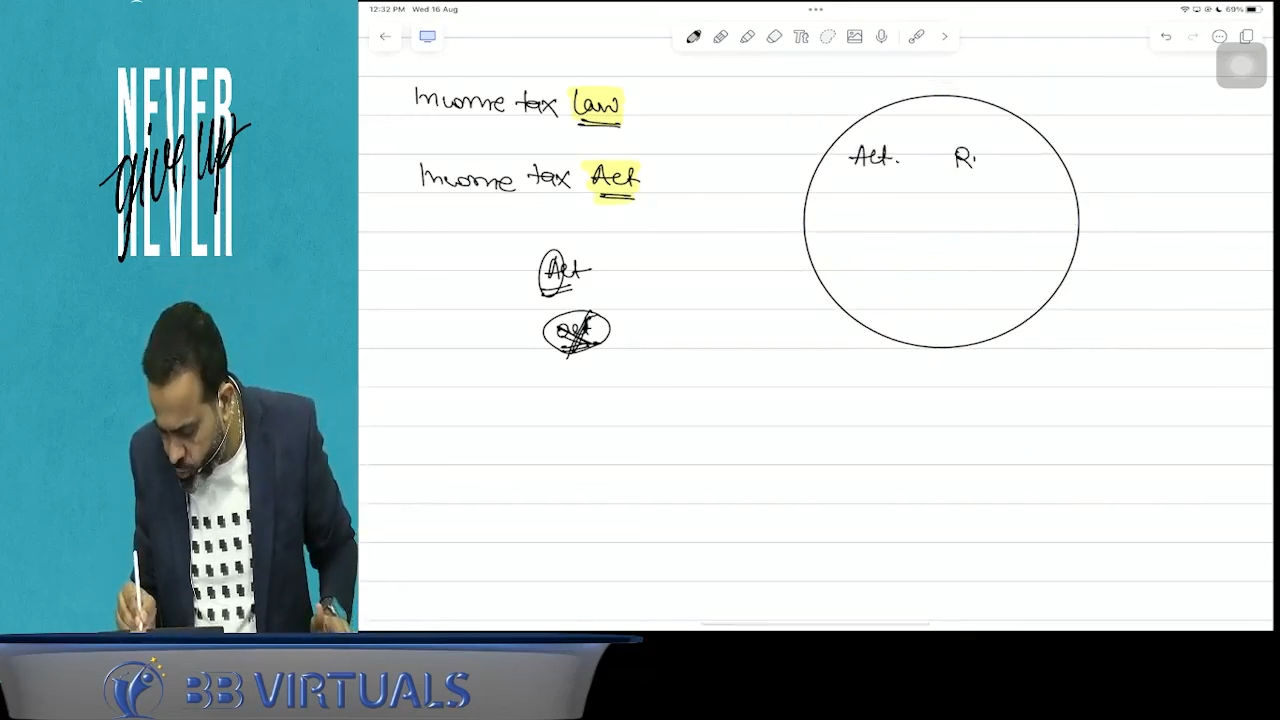 12:32 PM Wed 16 Aug
69%
NEVER
give up
NEVER
Income tax Law
Income tax Act
Act
act
Act. R.
BB VIRTUALS